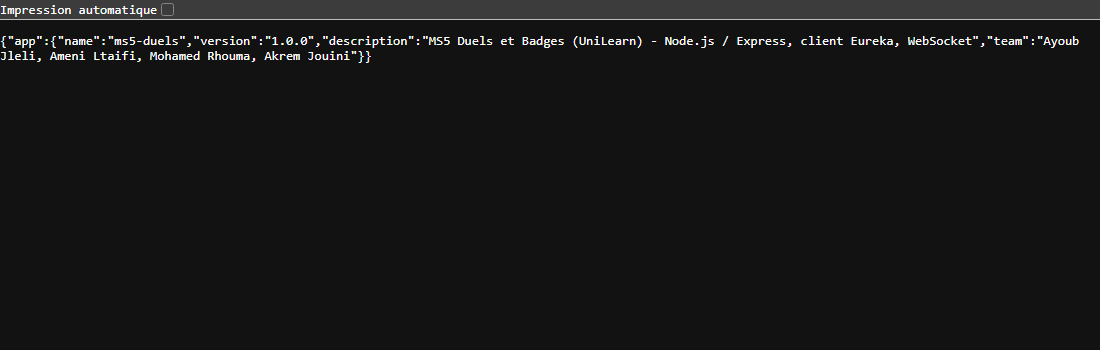 Impression automatique
{"app":{"name":"ms5-duels","version":"1.0.0","description":"MS5 Duels et Badges (UniLearn) - Node.js / Express, client Eureka, WebSocket","team":"Ayoub
Jleli, Ameni Ltaifi, Mohamed Rhouma, Akrem Jouini"}}